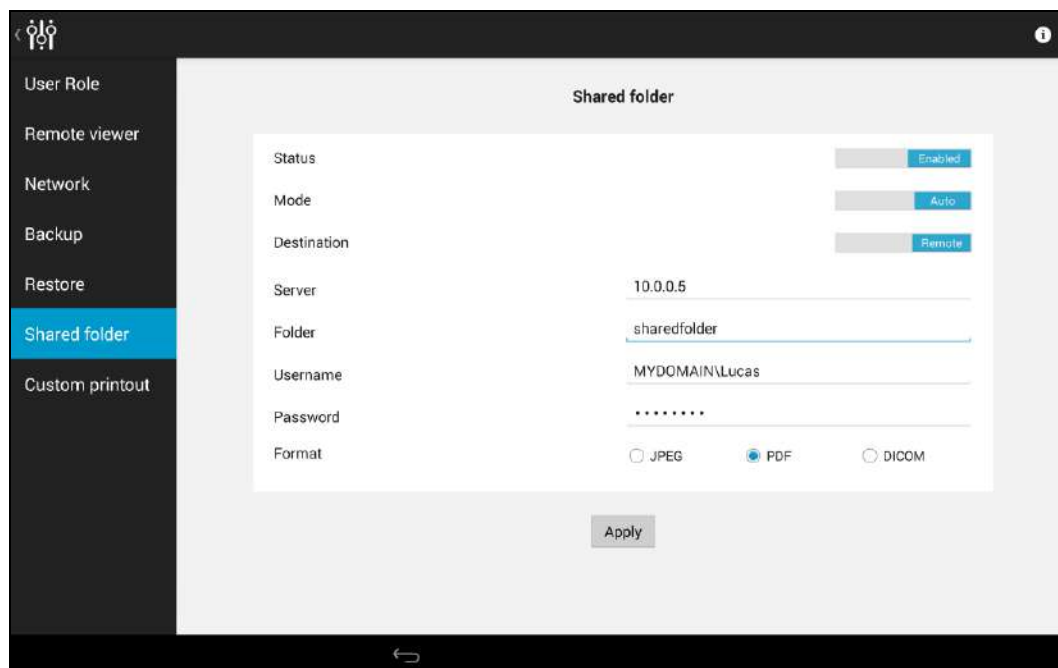 User Role
Remote viewer
Network
Backup
Restore
Shared folder
Custom printout
Shared folder
Status Enabled
Mode Auto
Destination Remote
Server 10.0.0.5
Folder sharedfolder
Username MYDOMAIN\Lucas
Password ••••••••
Format JPEG PDF DICOM
Apply